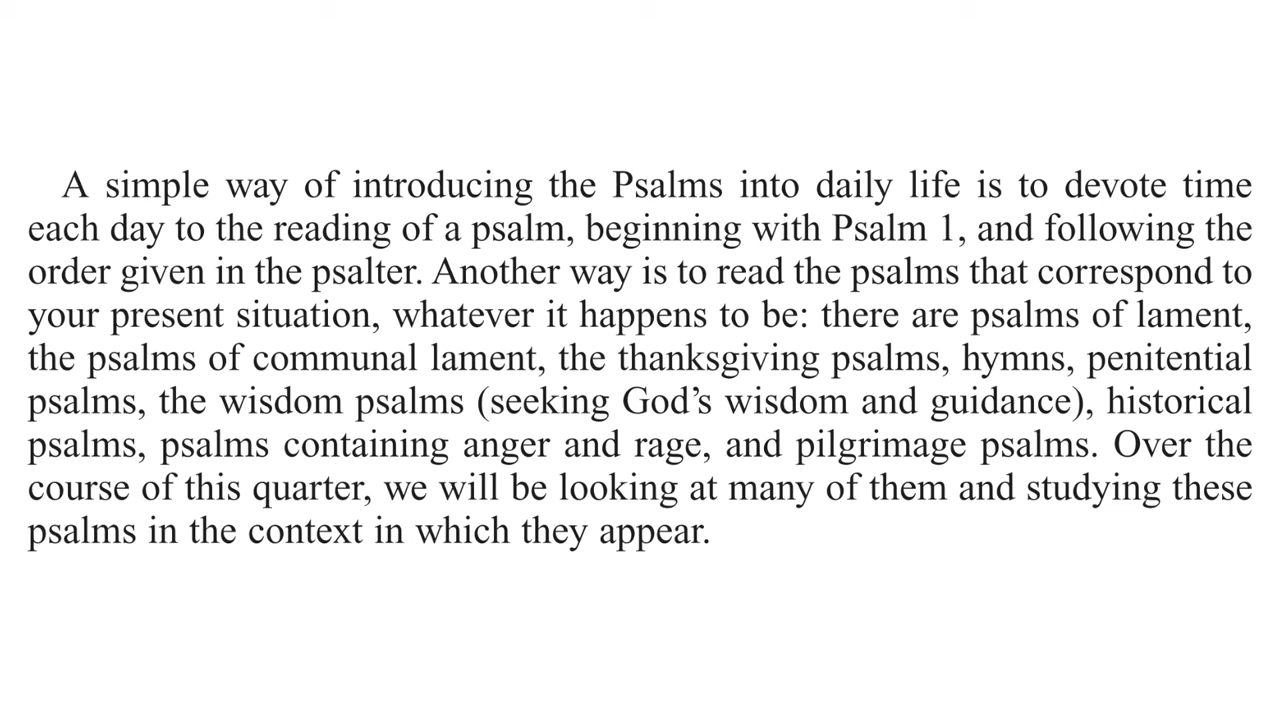 A simple way of introducing the Psalms into daily life is to devote time
each day to the reading of a psalm, beginning with Psalm 1, and following the
order given in the psalter. Another way is to read the psalms that correspond to
your present situation, whatever it happens to be: there are psalms of lament,
the psalms of communal lament, the thanksgiving psalms, hymns, penitential
psalms, the wisdom psalms (seeking God’s wisdom and guidance), historical
psalms, psalms containing anger and rage, and pilgrimage psalms. Over the
course of this quarter, we will be looking at many of them and studying these
psalms in the context in which they appear.